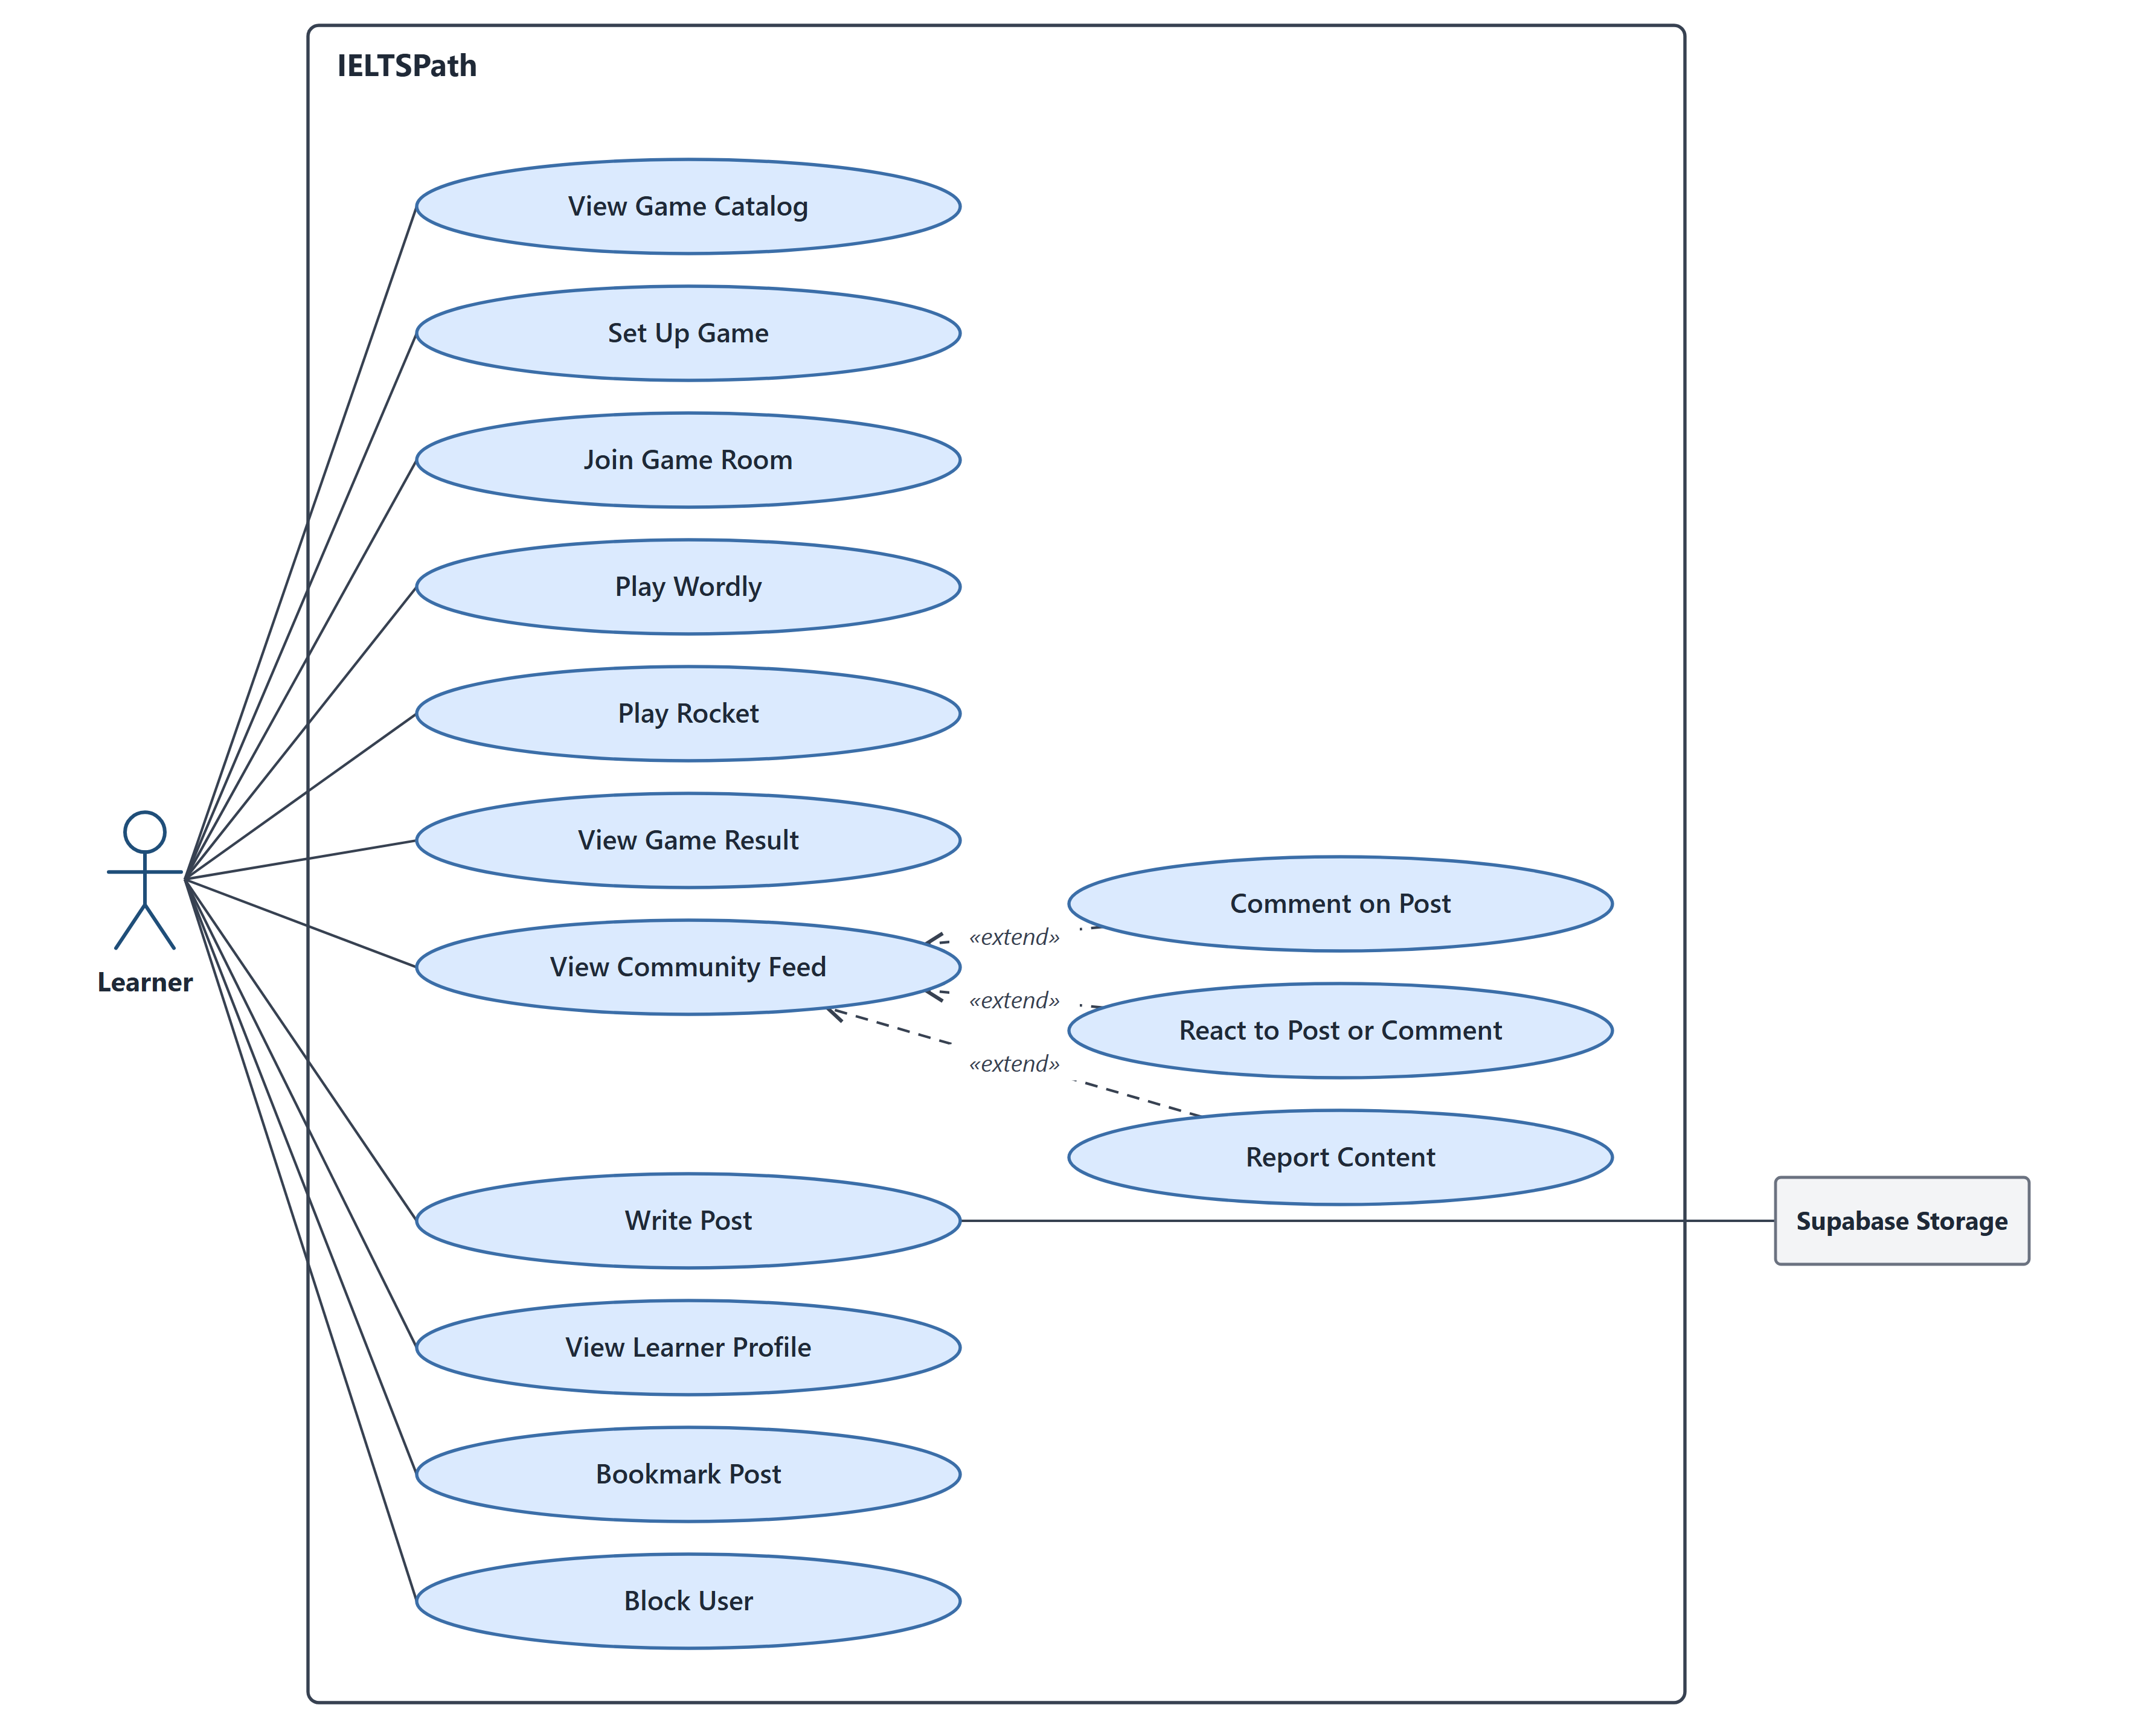 IELTSPath
View Game Catalog
Set Up Game
Join Game Room
Play Wordly
Play Rocket
View Game Result
Comment on Post
«extend»
View Community Feed
Learner
«extend»
React to Post or Comment
«extend»
Report Content
Write Post
Supabase Storage
View Learner Profile
Bookmark Post
Block User